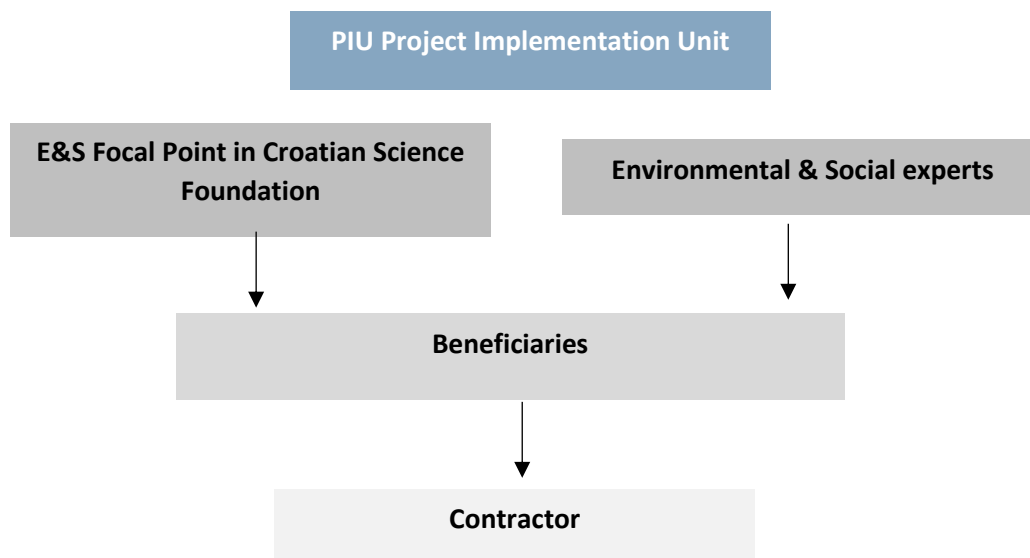 PIU Project Implementation Unit
E&S Focal Point in Croatian Science
Foundation
Environmental & Social experts
Beneficiaries
Contractor